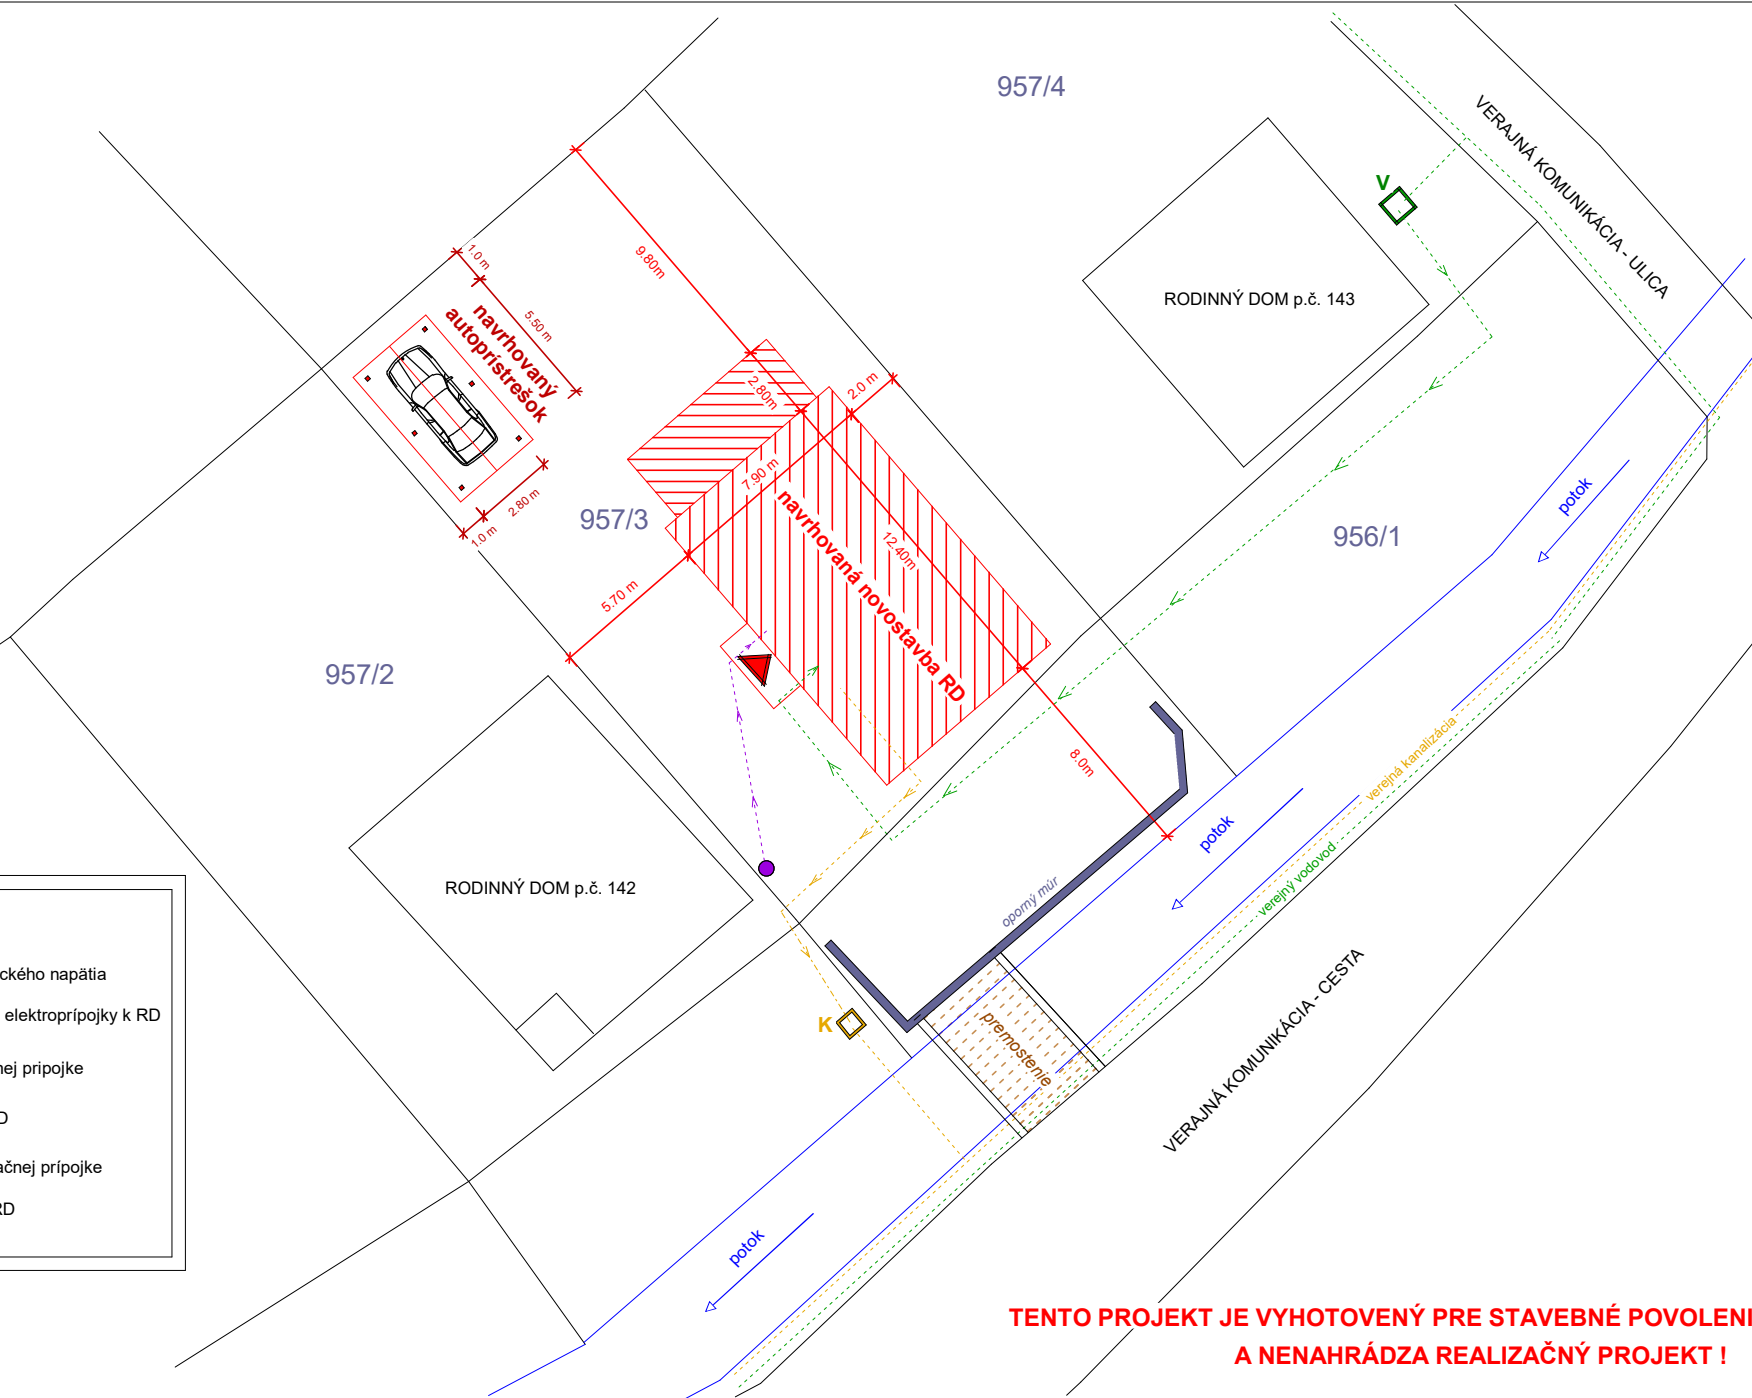 957/4
VERAJNÁ KOMUNIKÁCIA - ULICA
V
RODINNÝ DOM p.č. 143
9.80m
1.0 m
5.50 m
navrhovaný
autoprístrešok
2.80m
2.0 m
7.90 m
2.80 m
1.0 m
957/3
navrhovaná novostavba RD
12.40m
5.70 m
956/1
potok
957/2
8.0m
verejná kanalizácia
potok
verejný vodovod
RODINNÝ DOM p.č. 142
oporný múr
K
premostenie
VERAJNÁ KOMUNIKÁCIA - CESTA
ckého napätia
elektroprípojky k RD
nej pripojke
D
ačnej prípojke
RD
potok
TENTO PROJEKT JE VYHOTOVENÝ PRE STAVEBNÉ POVOLENI
A NENAHRÁDZA REALIZAČNÝ PROJEKT !